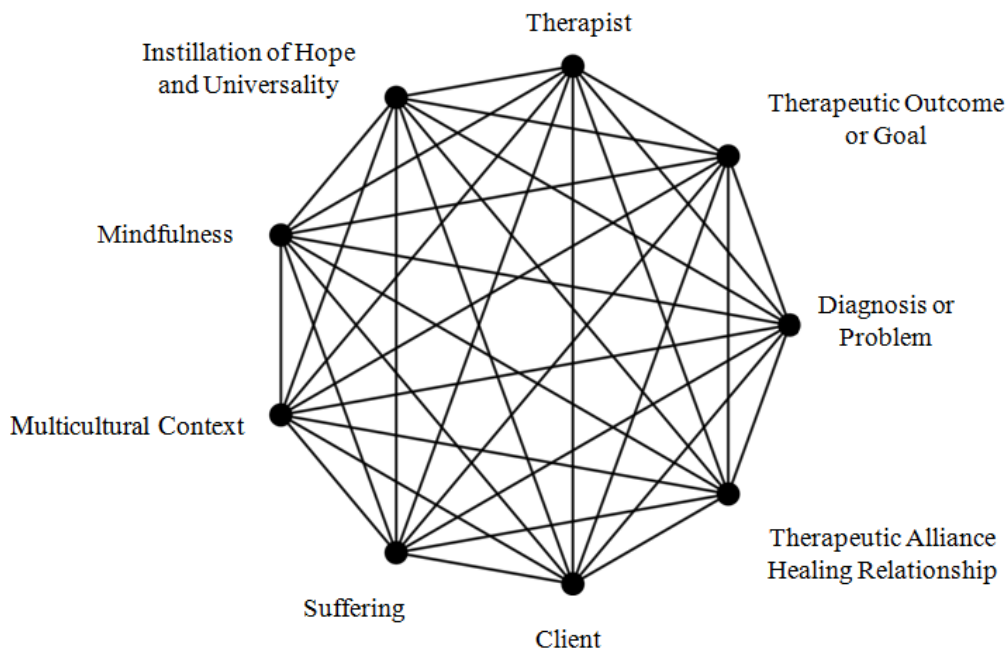 Therapist
Instillation of Hope
and Universality
Therapeutic Outcome
or Goal
Mindfulness
Diagnosis or
Problem
Multicultural Context
Therapeutic Alliance
Healing Relationship
Suffering
Client